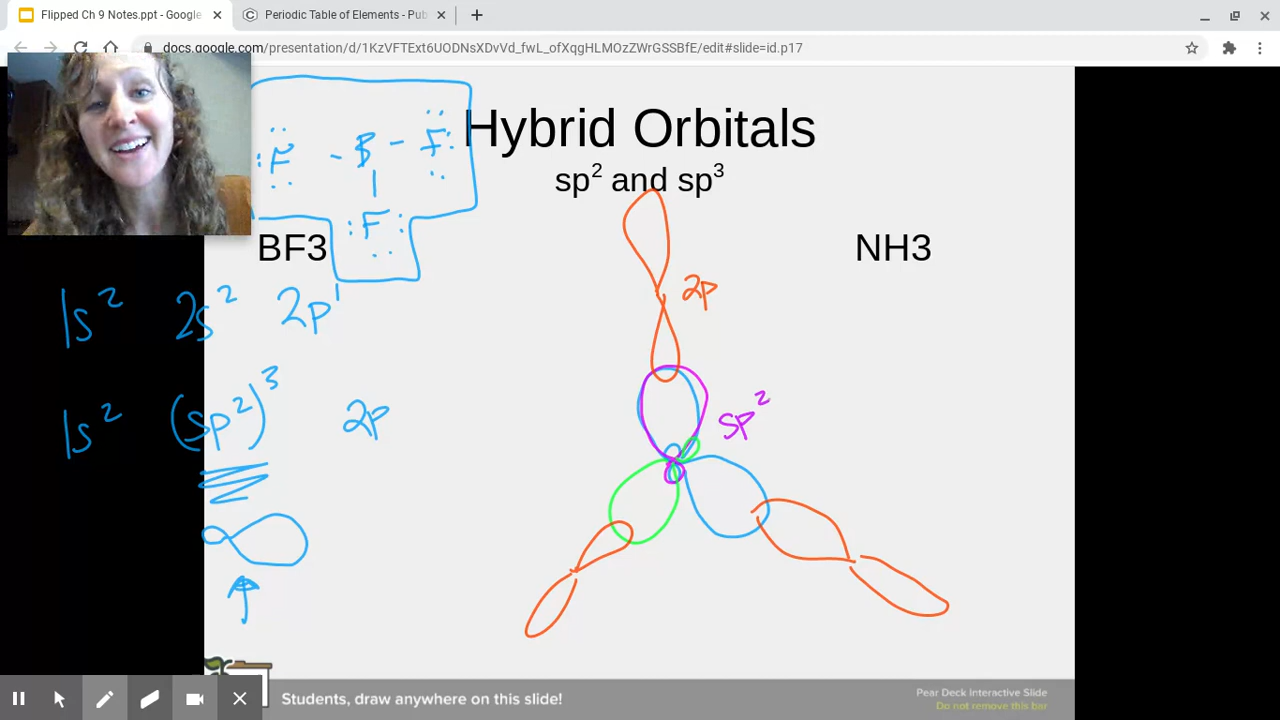 Flipped Ch 9 Notes.ppt - Google
Periodic Table of Elements - Pub
docs.google.com/presentation/d/1KzVFTExt6UODNsXDvVd_fwL_ofXqgHLMOzZWrGSSBfE/edit#slide=id.p17
Hybrid Orbitals
sp² and sp³
:F - B - F:
|
:F:
BF3
NH3
1s² 2s² 2p¹
2p
1s² (sp²)³ 2p
sp²
Students, draw anywhere on this slide!
Pear Deck Interactive Slide
Do not remove this bar